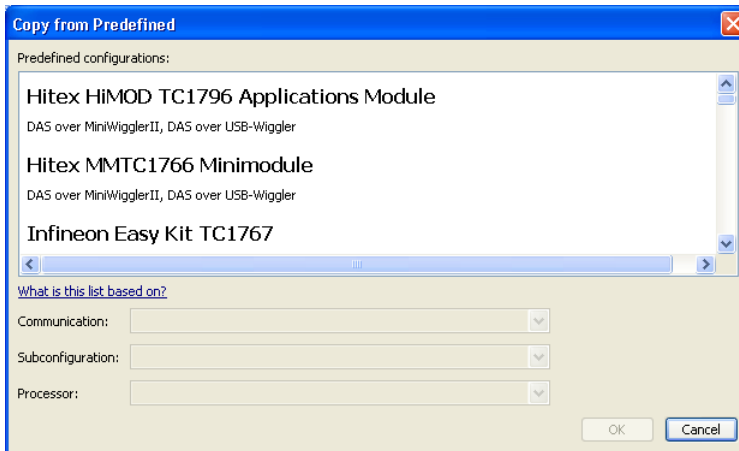 Copy from Predefined
Predefined configurations:
Hitex HiMOD TC1796 Applications Module
DAS over MiniWigglerII, DAS over USB-Wiggler
Hitex MMTC1766 Minimodule
DAS over MiniWigglerII, DAS over USB-Wiggler
Infineon Easy Kit TC1767
What is this list based on?
Communication:
Subconfiguration:
Processor:
OK Cancel